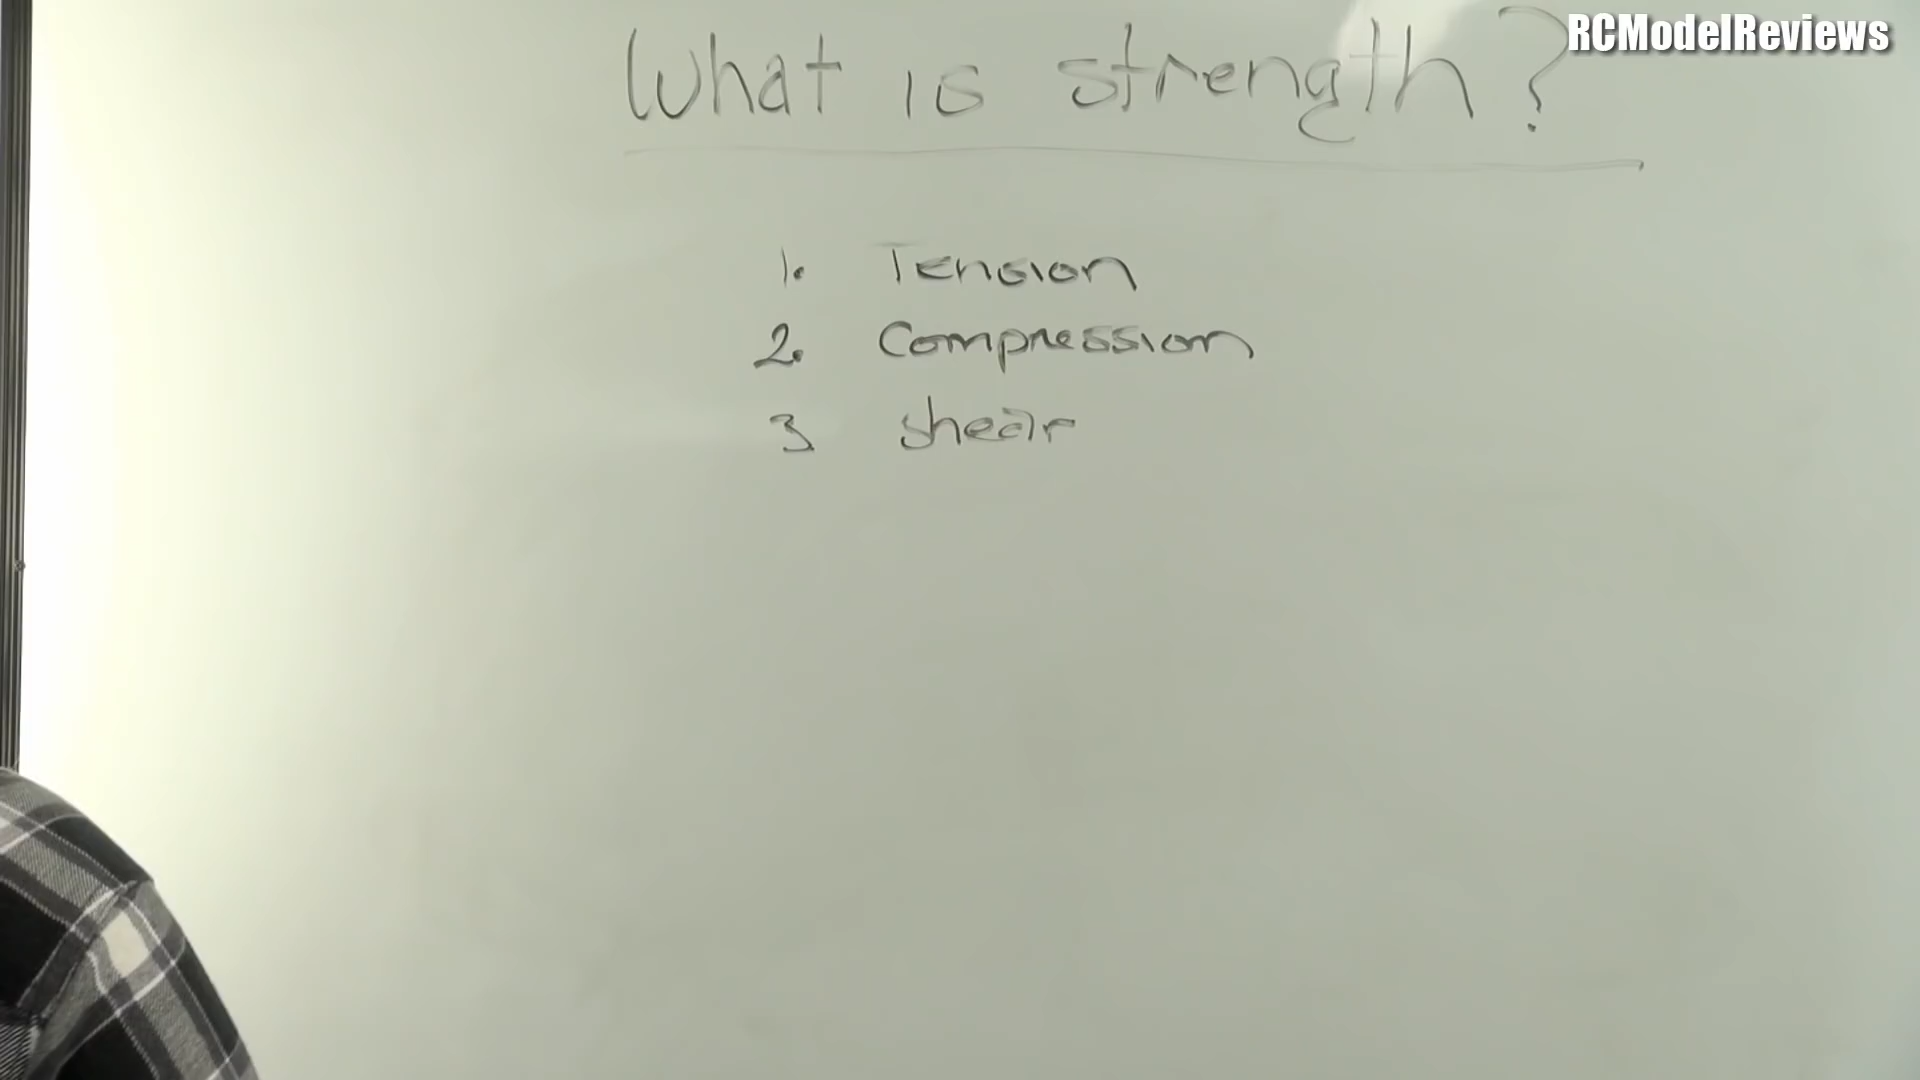 RCModelReviews
What is strength?
1. Tension
2. Compression
3 shear